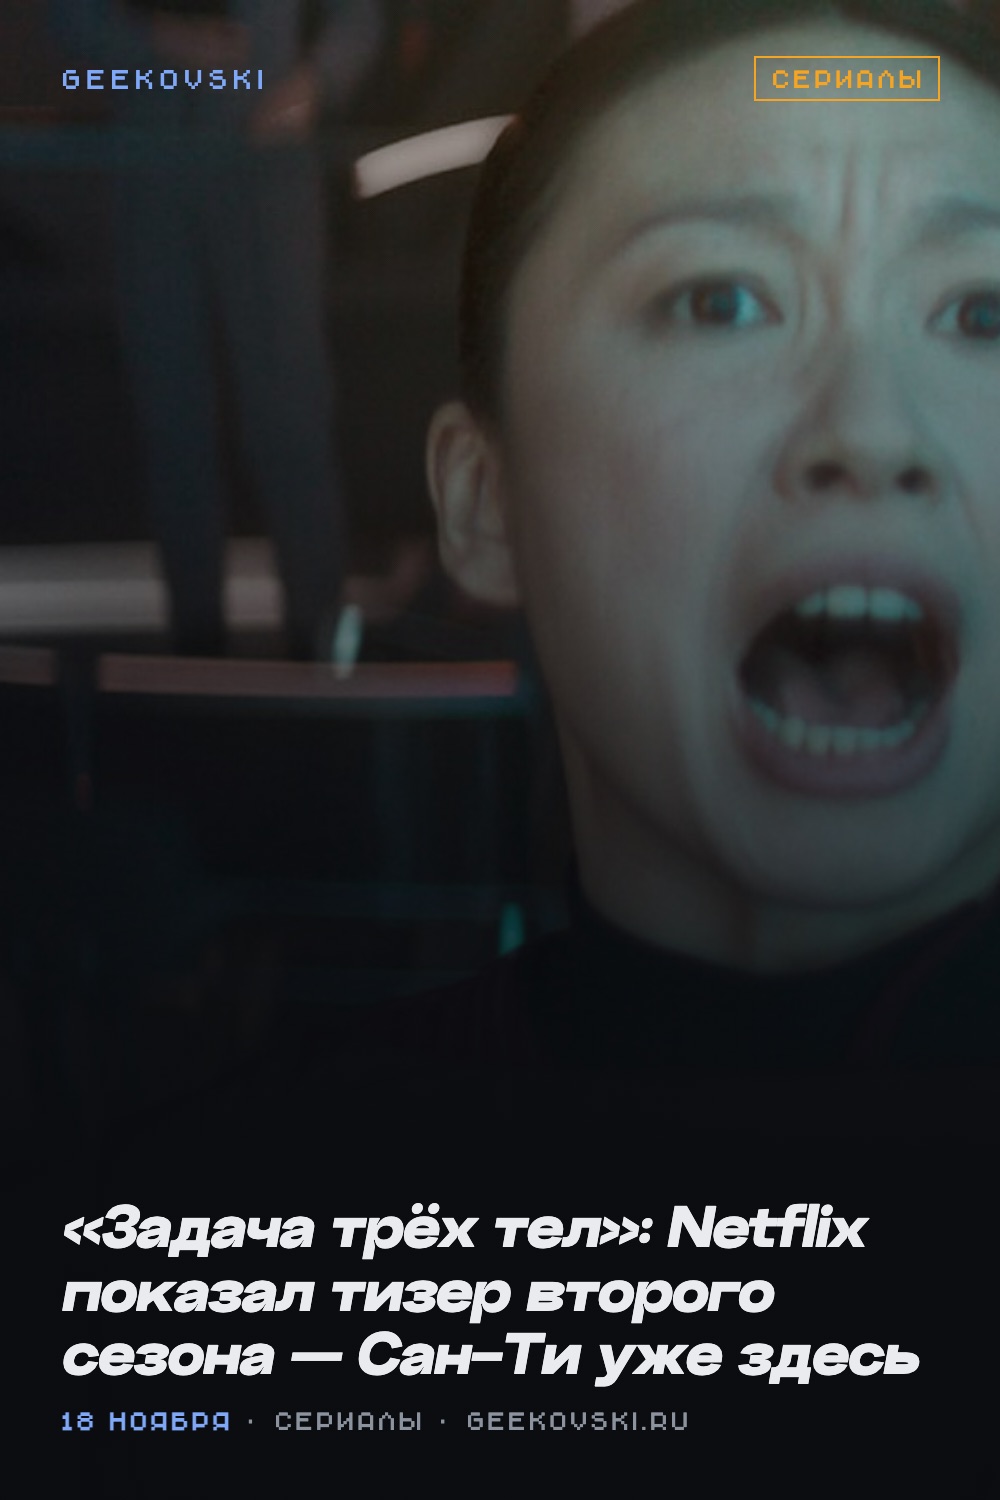 GEEKOVSKI
СЕРИАЛЫ
«Задача трёх тел»: Netflix
показал тизер второго
сезона — Сан-Ти уже здесь
18 НОЯБРЯ · СЕРИАЛЫ · GEEKOVSKI.RU